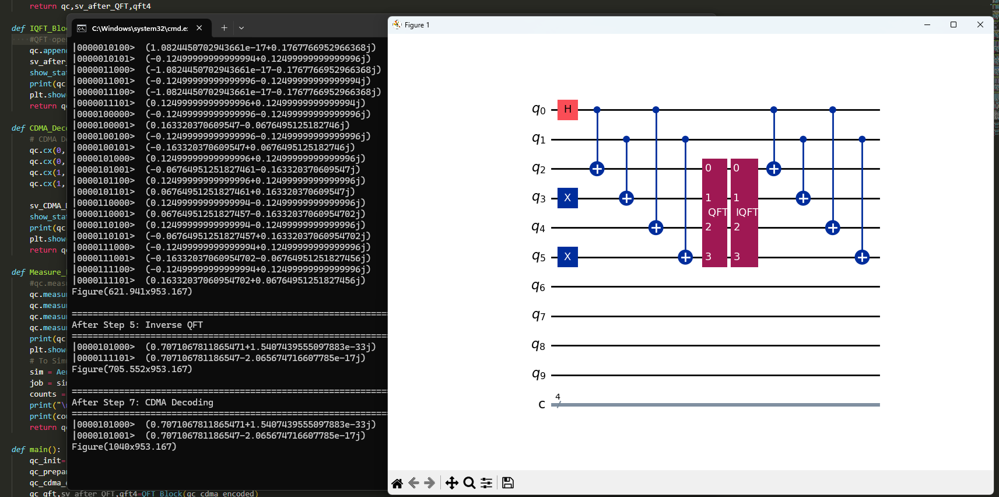 return qc,sv_after_QFT,qft4
def IQFT_Blo
#QFT ope
qc.appen
sv_after_
show_sta
print(qc
plt.show
return q
def CDMA_Dec
# CDMA D
qc.cx(0,
qc.cx(0,
qc.cx(1,
qc.cx(1,
sv_CDMA_
show_sta
print(qc
plt.show
return q
def Measure_
#qc.meas
qc.measu
qc.measu
qc.measu
qc.measu
print(qc
plt.show
# To Sim
sim = Ae
job = si
counts =
print("\
print(co
return q
def main():
qc_init=
qc_prepa
qc_cdma_
qc_qft,sv_after_QFT,qft4=QFT_Block(qc_cdma_encoded)
C:\Windows\system32\cmd.e:
|0000010100>  (1.0824450702943661e-17+0.1767766952966368j)
|0000010101>  (-0.12499999999999994+0.12499999999999996j)
|0000011000>  (-1.0824450702943661e-17-0.1767766952966368j)
|0000011001>  (-0.12499999999999996-0.12499999999999994j)
|0000011100>  (-1.0824450702943661e-17-0.1767766952966368j)
|0000011101>  (0.12499999999999996+0.12499999999999994j)
|0000100000>  (-0.12499999999999996-0.12499999999999996j)
|0000100001>  (0.163320370609547-0.0676495125182746j)
|0000100100>  (-0.12499999999999996-0.12499999999999996j)
|0000100101>  (-0.163320370609547+0.0676495125182746j)
|0000101000>  (0.12499999999999996+0.12499999999999996j)
|0000101001>  (-0.06764951251827461-0.163320370609547j)
|0000101100>  (0.12499999999999996+0.12499999999999996j)
|0000101101>  (0.06764951251827461+0.163320370609547j)
|0000110000>  (0.12499999999999994-0.12499999999999996j)
|0000110001>  (0.06764951251827457-0.16332037060954702j)
|0000110100>  (0.12499999999999994-0.12499999999999996j)
|0000110101>  (-0.06764951251827457+0.16332037060954702j)
|0000111000>  (-0.12499999999999994+0.12499999999999996j)
|0000111001>  (-0.16332037060954702-0.06764951251827456j)
|0000111100>  (-0.12499999999999994+0.12499999999999996j)
|0000111101>  (0.16332037060954702+0.06764951251827456j)
Figure(621.941x953.167)
============================================================
After Step 5: Inverse QFT
============================================================
|0000101000>  (0.7071067811865471+1.5407439555097883e-33j)
|0000111101>  (0.707106781186547-2.065674716607785e-17j)
Figure(705.552x953.167)
============================================================
After Step 7: CDMA Decoding
============================================================
|0000101000>  (0.7071067811865471+1.5407439555097883e-33j)
|0000101001>  (0.707106781186547-2.065674716607785e-17j)
Figure(1040x953.167)
Figure 1
q0 H
q1
q2 0 0
q3 X 1 1
QFT IQFT
q4 2 2
q5 X 3 3
q6
q7
q8
q9
c 4